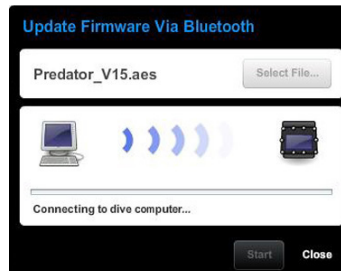 Update Firmware Via Bluetooth
Predator_V15.aes
Select File...
Connecting to dive computer...
Start
Close